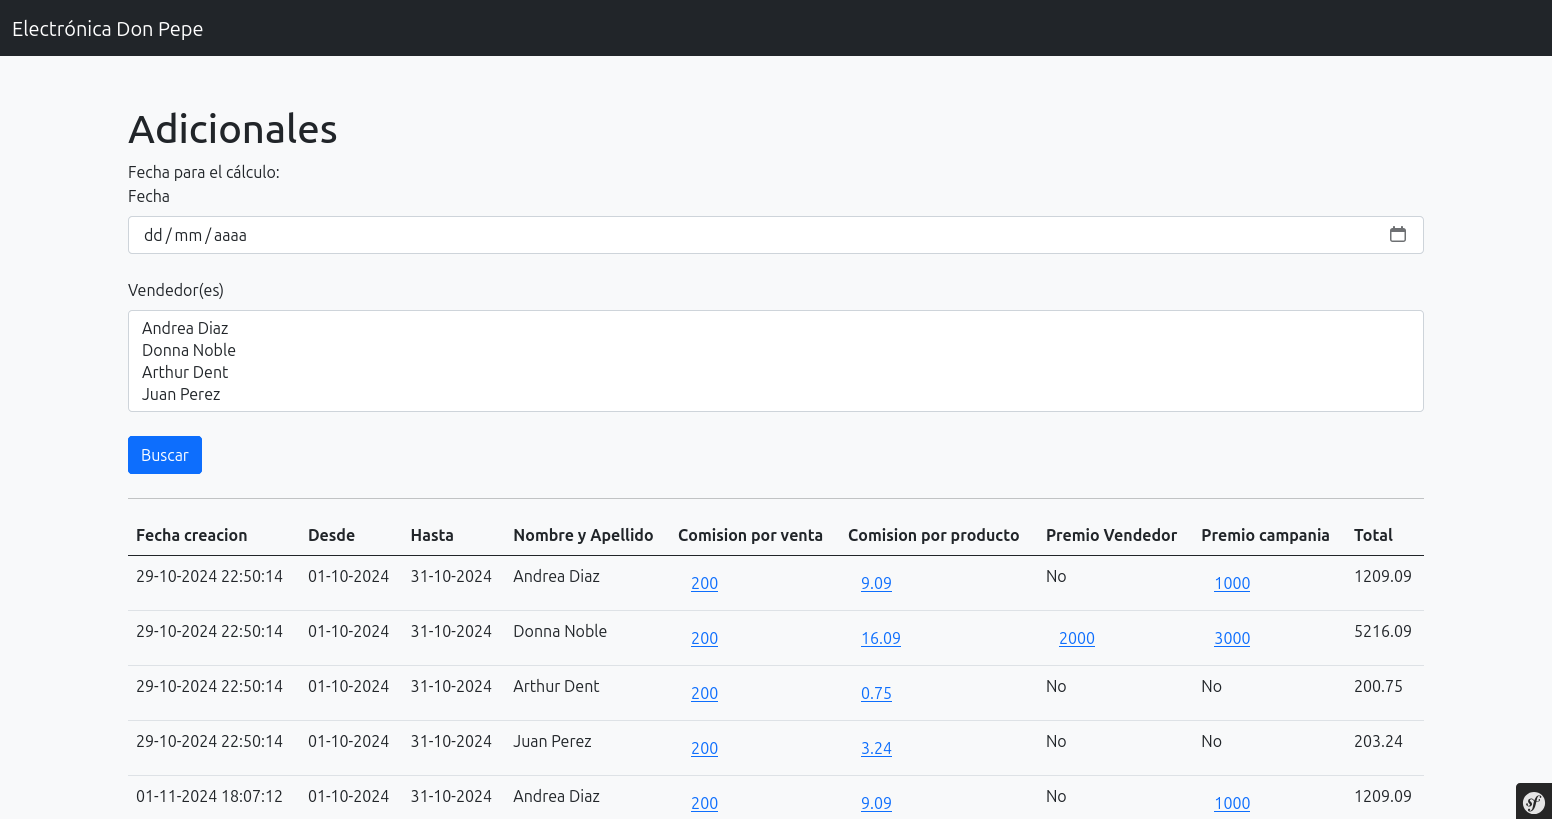 Electrónica Don Pepe
Adicionales
Fecha para el cálculo:
Fecha
dd / mm / aaaa
Vendedor(es)
Andrea Diaz
Donna Noble
Arthur Dent
Juan Perez
Buscar
Fecha creacion Desde Hasta Nombre y Apellido Comision por venta Comision por producto Premio Vendedor Premio campania Total
29-10-2024 22:50:14 01-10-2024 31-10-2024 Andrea Diaz 200 9.09 No 1000 1209.09
29-10-2024 22:50:14 01-10-2024 31-10-2024 Donna Noble 200 16.09 2000 3000 5216.09
29-10-2024 22:50:14 01-10-2024 31-10-2024 Arthur Dent 200 0.75 No No 200.75
29-10-2024 22:50:14 01-10-2024 31-10-2024 Juan Perez 200 3.24 No No 203.24
01-11-2024 18:07:12 01-10-2024 31-10-2024 Andrea Diaz 200 9.09 No 1000 1209.09
sf